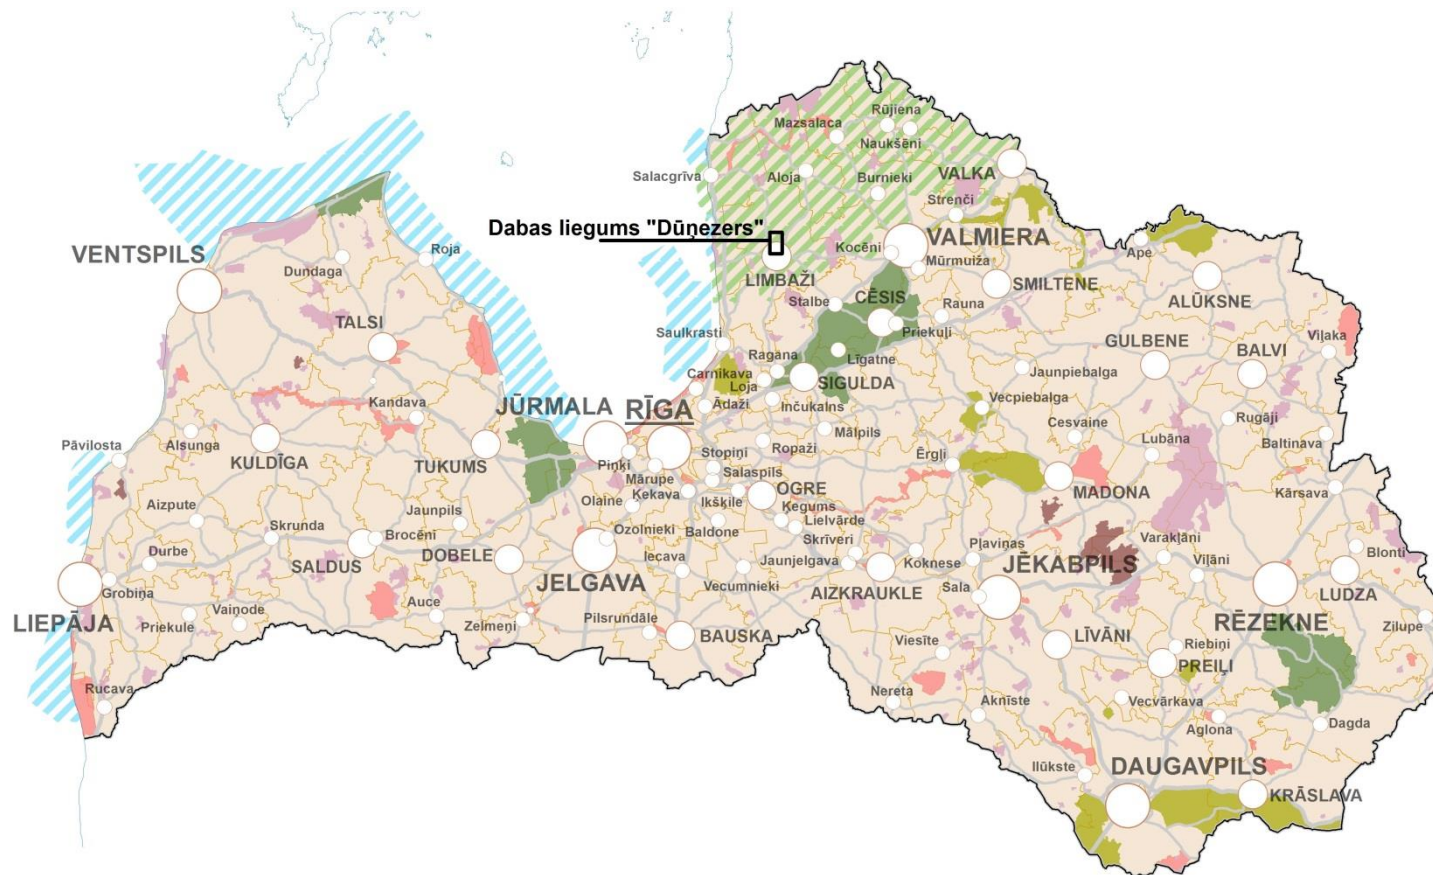 Rūjiena
Mazsalaca
Naukšēni
Salacgrīva
Aloja
Burnieki
VALKA
Strenči
Dabas liegums "Dūņezers"
VENTSPILS
Roja
Dundaga
Kocēni
VALMIERA
Mūrmuiža
Ape
LIMBAŽI
SMILTENE
ALŪKSNE
Stalbe
CĒSIS
Rauna
TALSI
Saulkrasti
Priekuļi
Ragana
Līgatne
GULBENE
BALVI
Viļaka
Carnikava
Loja
SIGULDA
Jaunpiebalga
Kandava
JŪRMALA
RĪGA
Ādaži
Inčukalns
Vecpiebalga
Rugāji
Cesvaine
Pāvilosta
Alsunga
KULDĪGA
TUKUMS
Piņķi
Stopiņi
Ropaži
Mālpils
Ērgļi
Lubāna
Baltinava
Mārupe
Salaspils
Aizpute
Jaunpils
Olaine
Ķekava
Ikšķile
OGRE
MADONA
Kārsava
Ķegums
Skrunda
Brocēni
Ozolnieki
Baldone
Lielvārde
Skrīveri
Durbe
SALDUS
DOBELE
Iecava
Jaunjelgava
Koknese
Pļaviņas
JĒKABPILS
Varakļāni
Viļāni
Blonti
Grobiņa
JELGAVA
Vecumnieki
AIZKRAUKLE
Sala
LUDZA
LIEPĀJA
Priekule
Vaiņode
Auce
Zelmeņi
Pilsrundāle
BAUSKA
Viesīte
LĪVĀNI
Riebiņi
RĒZEKNE
Zilupe
PREIĻI
Rucava
Nereta
Aknīste
Vecvārkava
Aglona
Dagda
Ilūkste
DAUGAVPILS
KRĀSLAVA